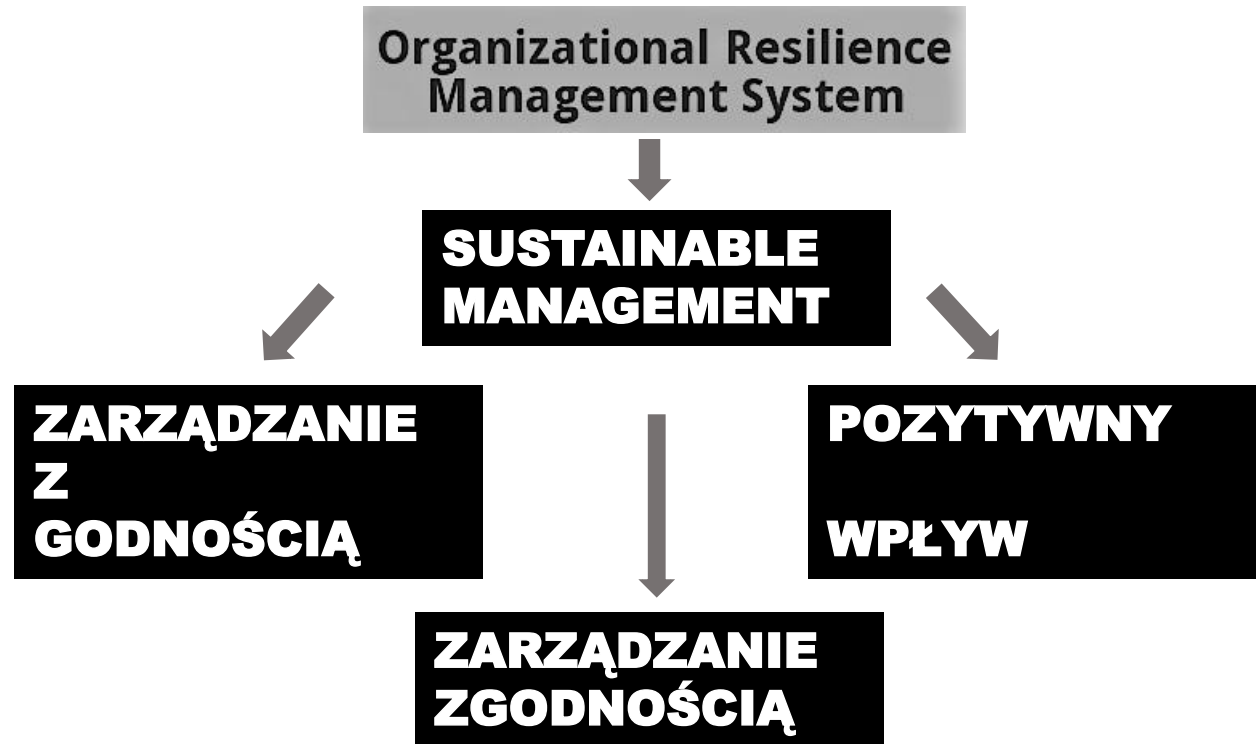 Organizational Resilience
Management System
SUSTAINABLE
MANAGEMENT
ZARZĄDZANIE
Z
GODNOŚCIĄ
POZYTYWNY
WPŁYW
ZARZĄDZANIE
ZGODNOŚCIĄ